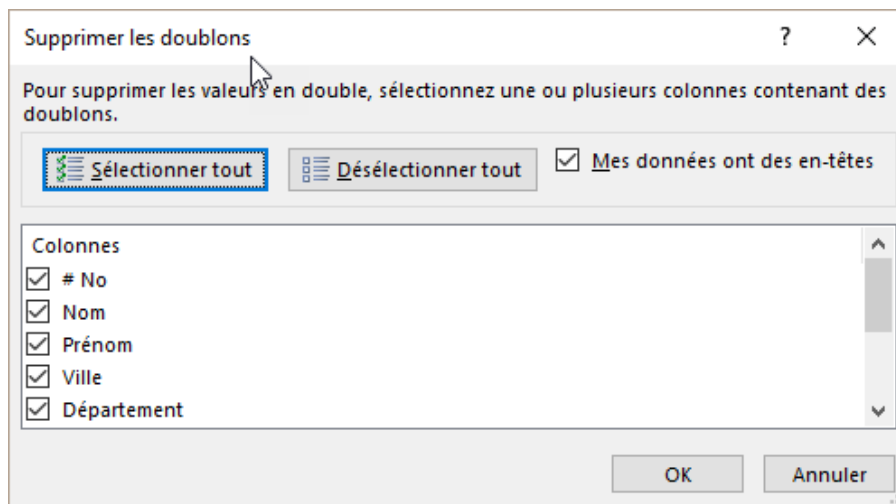 Supprimer les doublons
?
Pour supprimer les valeurs en double, sélectionnez une ou plusieurs colonnes contenant des
doublons.
Sélectionner tout
Désélectionner tout
Mes données ont des en-têtes
Colonnes
# No
Nom
Prénom
Ville
Département
OK
Annuler